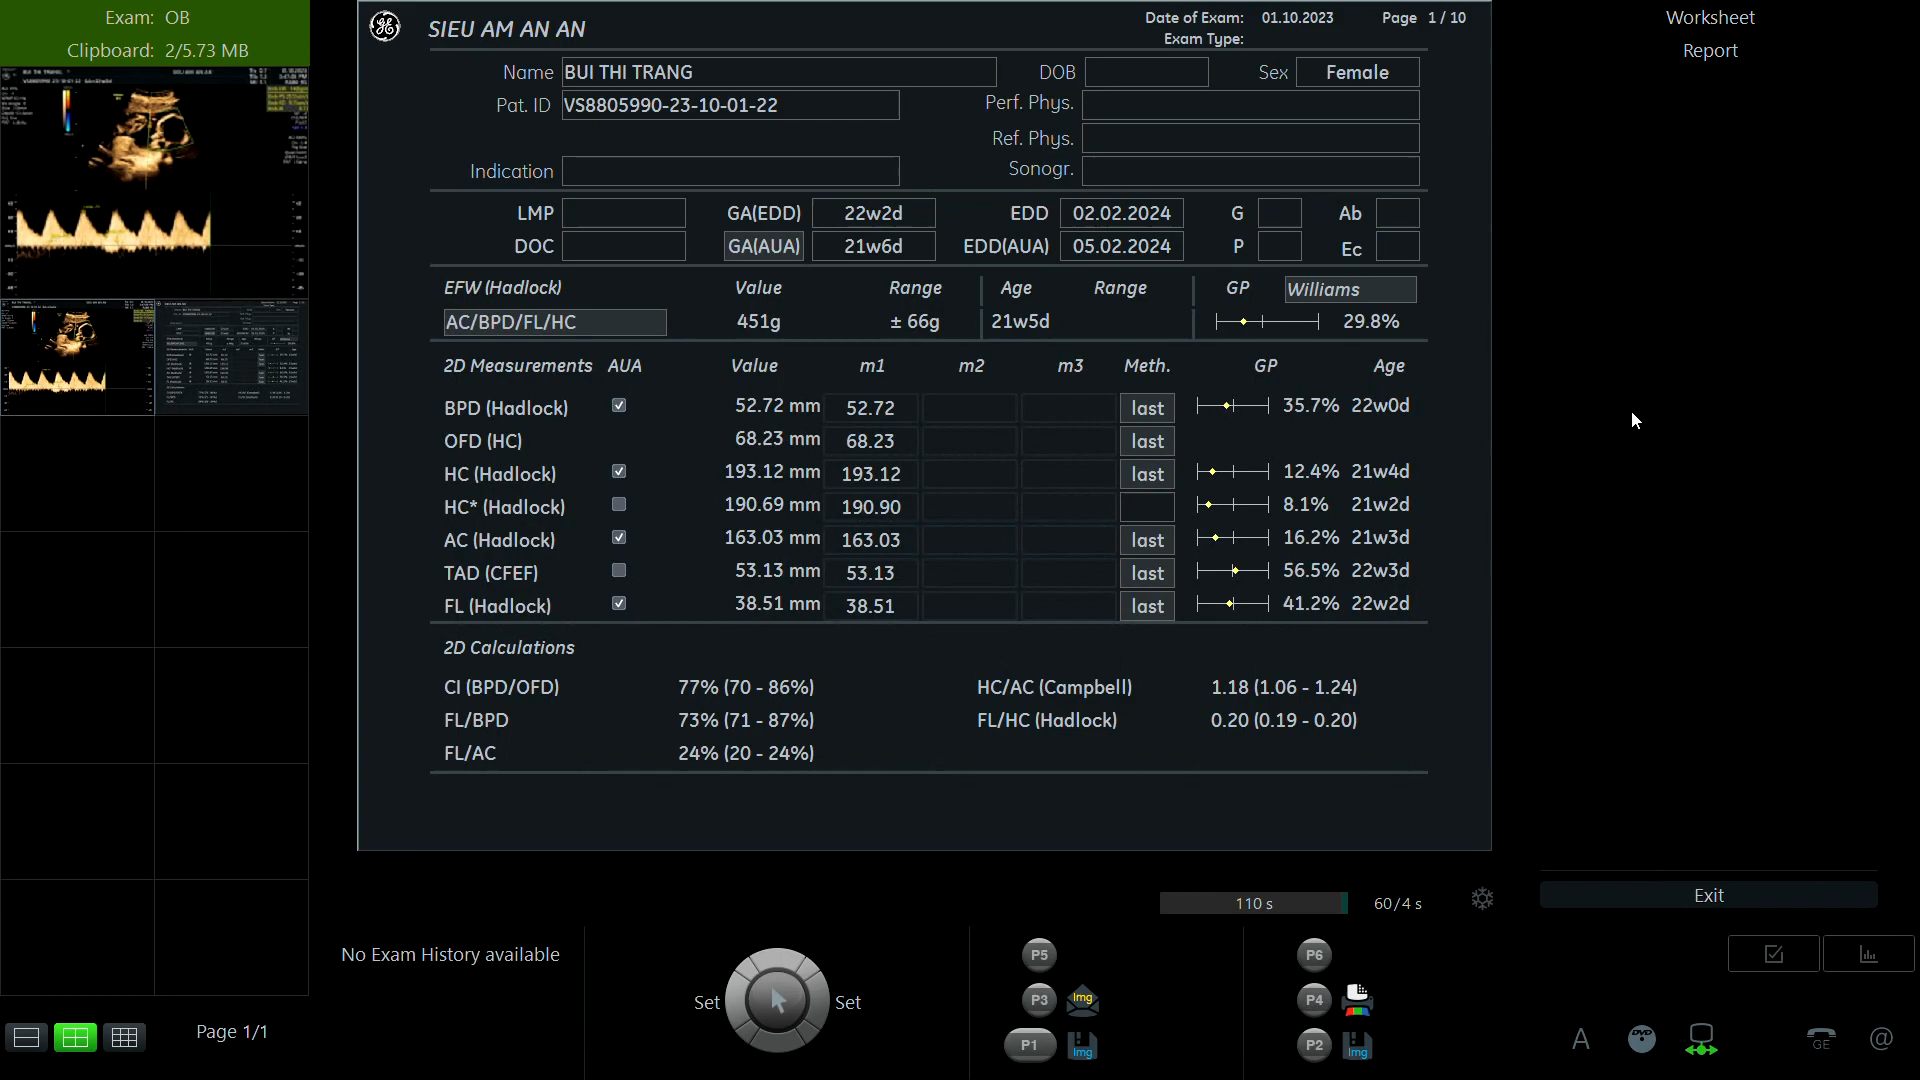 Exam: OB
Clipboard: 2/5.73 MB
SIEU AM AN AN
Date of Exam: 01.10.2023 Page 1 / 10
Exam Type:
Name BUI THI TRANG DOB Sex Female
Pat. ID VS8805990-23-10-01-22 Perf. Phys.
Ref. Phys.
Indication Sonogr.
LMP GA(EDD) 22w2d EDD 02.02.2024 G Ab
DOC GA(AUA) 21w6d EDD(AUA) 05.02.2024 P Ec
EFW (Hadlock) Value Range Age Range GP Williams
AC/BPD/FL/HC 451g ± 66g 21w5d 29.8%
2D Measurements AUA Value m1 m2 m3 Meth. GP Age
BPD (Hadlock) 52.72 mm 52.72 last 35.7% 22w0d
OFD (HC) 68.23 mm 68.23 last
HC (Hadlock) 193.12 mm 193.12 last 12.4% 21w4d
HC* (Hadlock) 190.69 mm 190.90 8.1% 21w2d
AC (Hadlock) 163.03 mm 163.03 last 16.2% 21w3d
TAD (CFEF) 53.13 mm 53.13 last 56.5% 22w3d
FL (Hadlock) 38.51 mm 38.51 last 41.2% 22w2d
2D Calculations
CI (BPD/OFD) 77% (70 - 86%) HC/AC (Campbell) 1.18 (1.06 - 1.24)
FL/BPD 73% (71 - 87%) FL/HC (Hadlock) 0.20 (0.19 - 0.20)
FL/AC 24% (20 - 24%)
Worksheet
Report
110 s 60/4 s
Exit
No Exam History available
Set Set
P5 P6
P3 Img P4
P1 Img P2 Img
Page 1/1
A DVD GE @